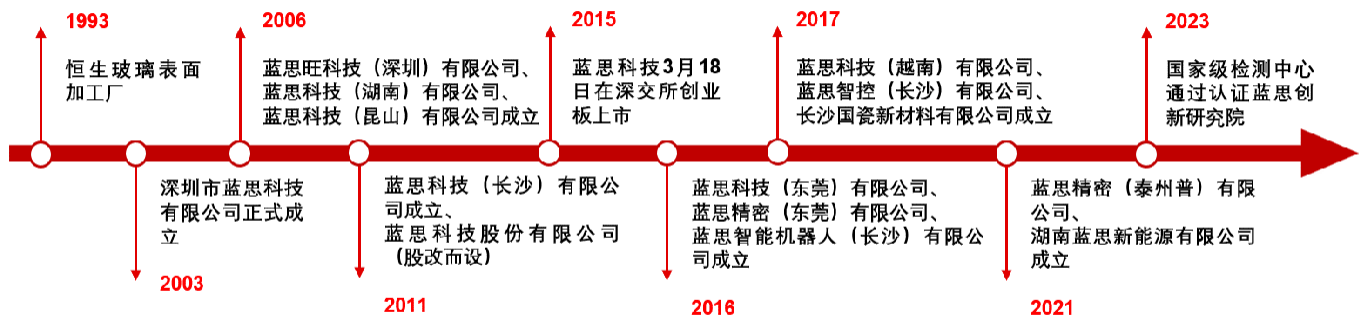 1993
恒生玻璃表面
加工厂
2003
深圳市蓝思科技
有限公司正式成
立
2006
蓝思旺科技（深圳）有限公司、
蓝思科技（湖南）有限公司、
蓝思科技（昆山）有限公司成立
2011
蓝思科技（长沙）有限公
司成立、
蓝思科技股份有限公司
（股改而设）
2015
蓝思科技3月18
日在深交所创业
板上市
2016
蓝思科技（东莞）有限公司、
蓝思精密（东莞）有限公司、
蓝思智能机器人（长沙）有限公
司成立
2017
蓝思科技（越南）有限公司、
蓝思智控（长沙）有限公司、
长沙国瓷新材料有限公司成立
2021
蓝思精密（泰州普）有限
公司、
湖南蓝思新能源有限公司
成立
2023
国家级检测中心
通过认证蓝思创
新研究院